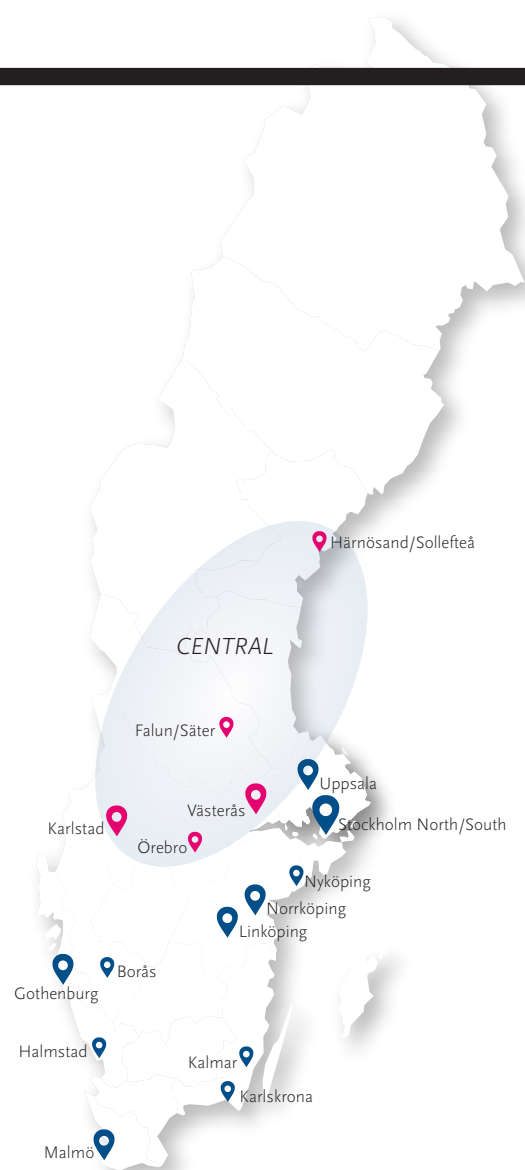 Härnösand/Sollefteå
CENTRAL
Falun/Säter
Uppsala
Västerås
Stockholm North/South
Karlstad
Örebro
Nyköping
Norrköping
Linköping
Borås
Gothenburg
Halmstad
Kalmar
Karlskrona
Malmö